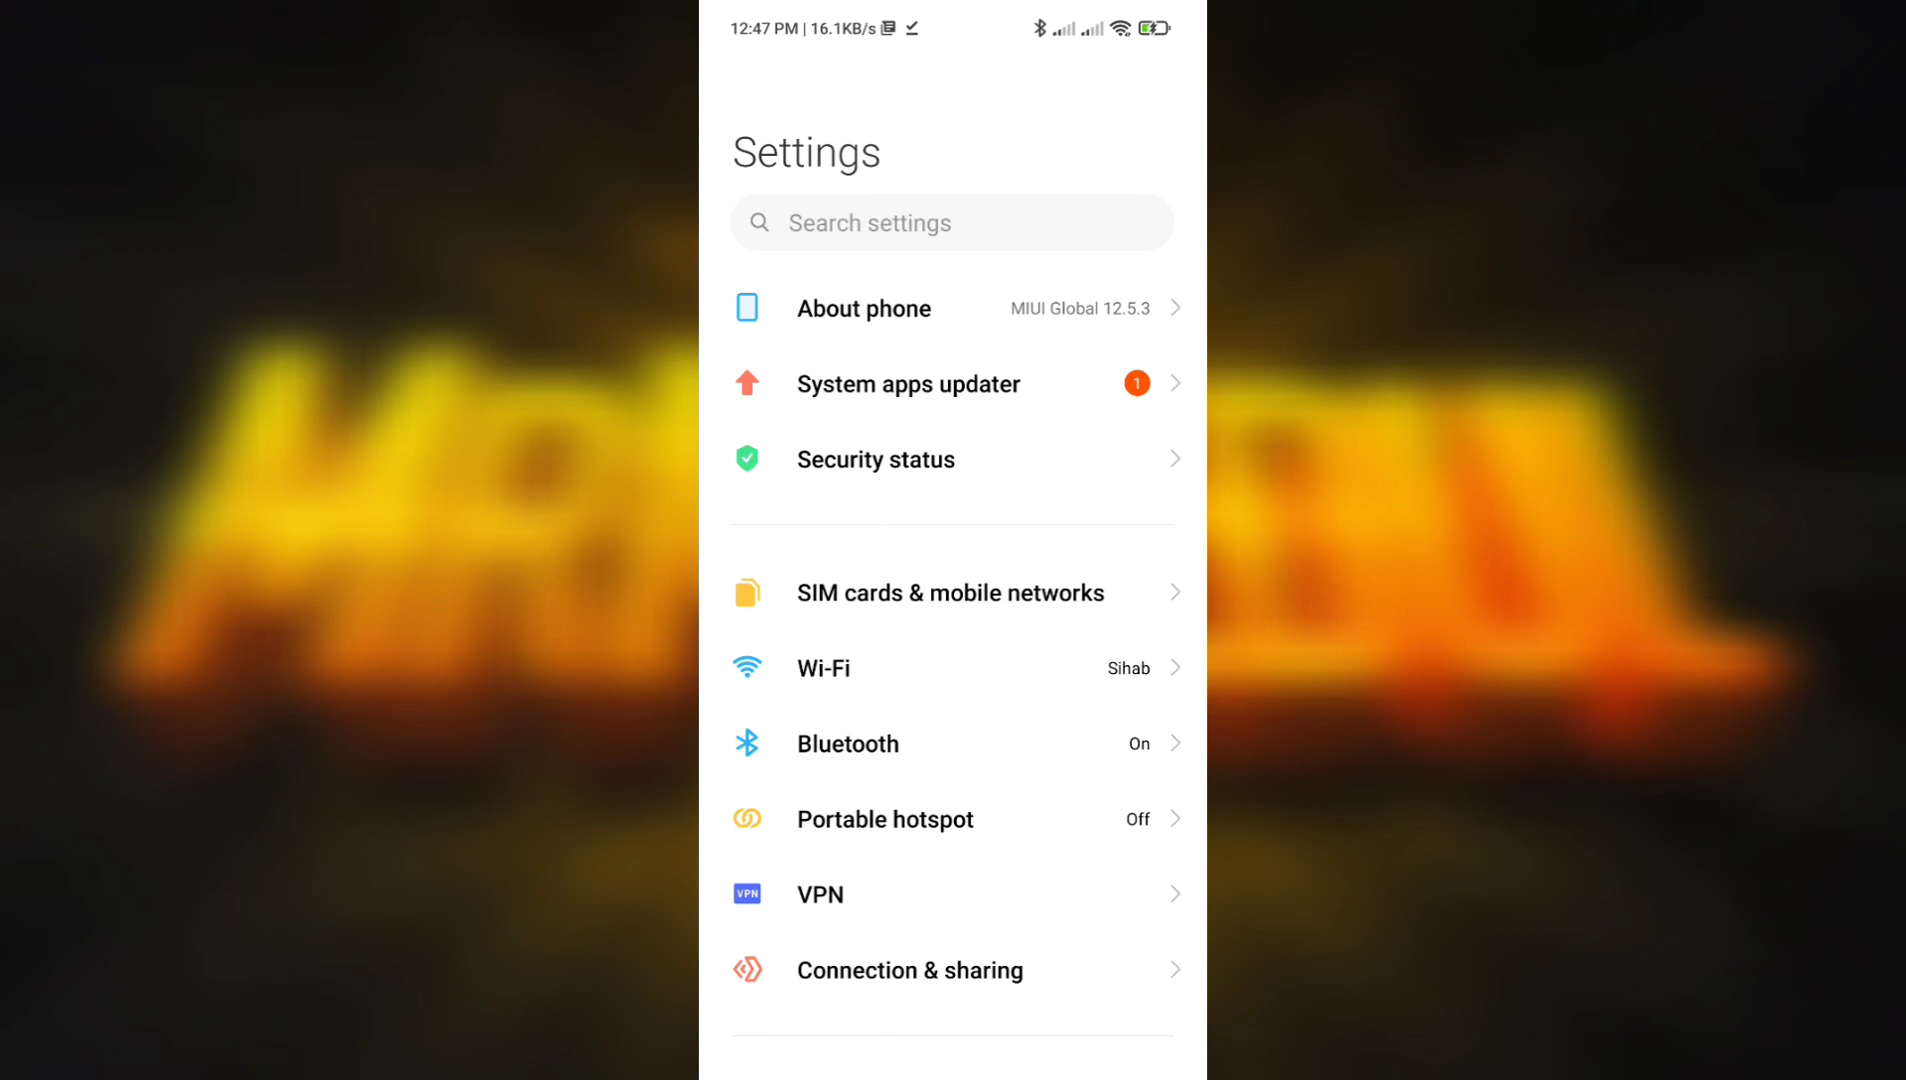 12:47 PM | 16.1KB/s
Settings
Search settings
About phone MIUI Global 12.5.3
System apps updater 1
Security status
SIM cards & mobile networks
Wi-Fi Sihab
Bluetooth On
Portable hotspot Off
VPN VPN
Connection & sharing